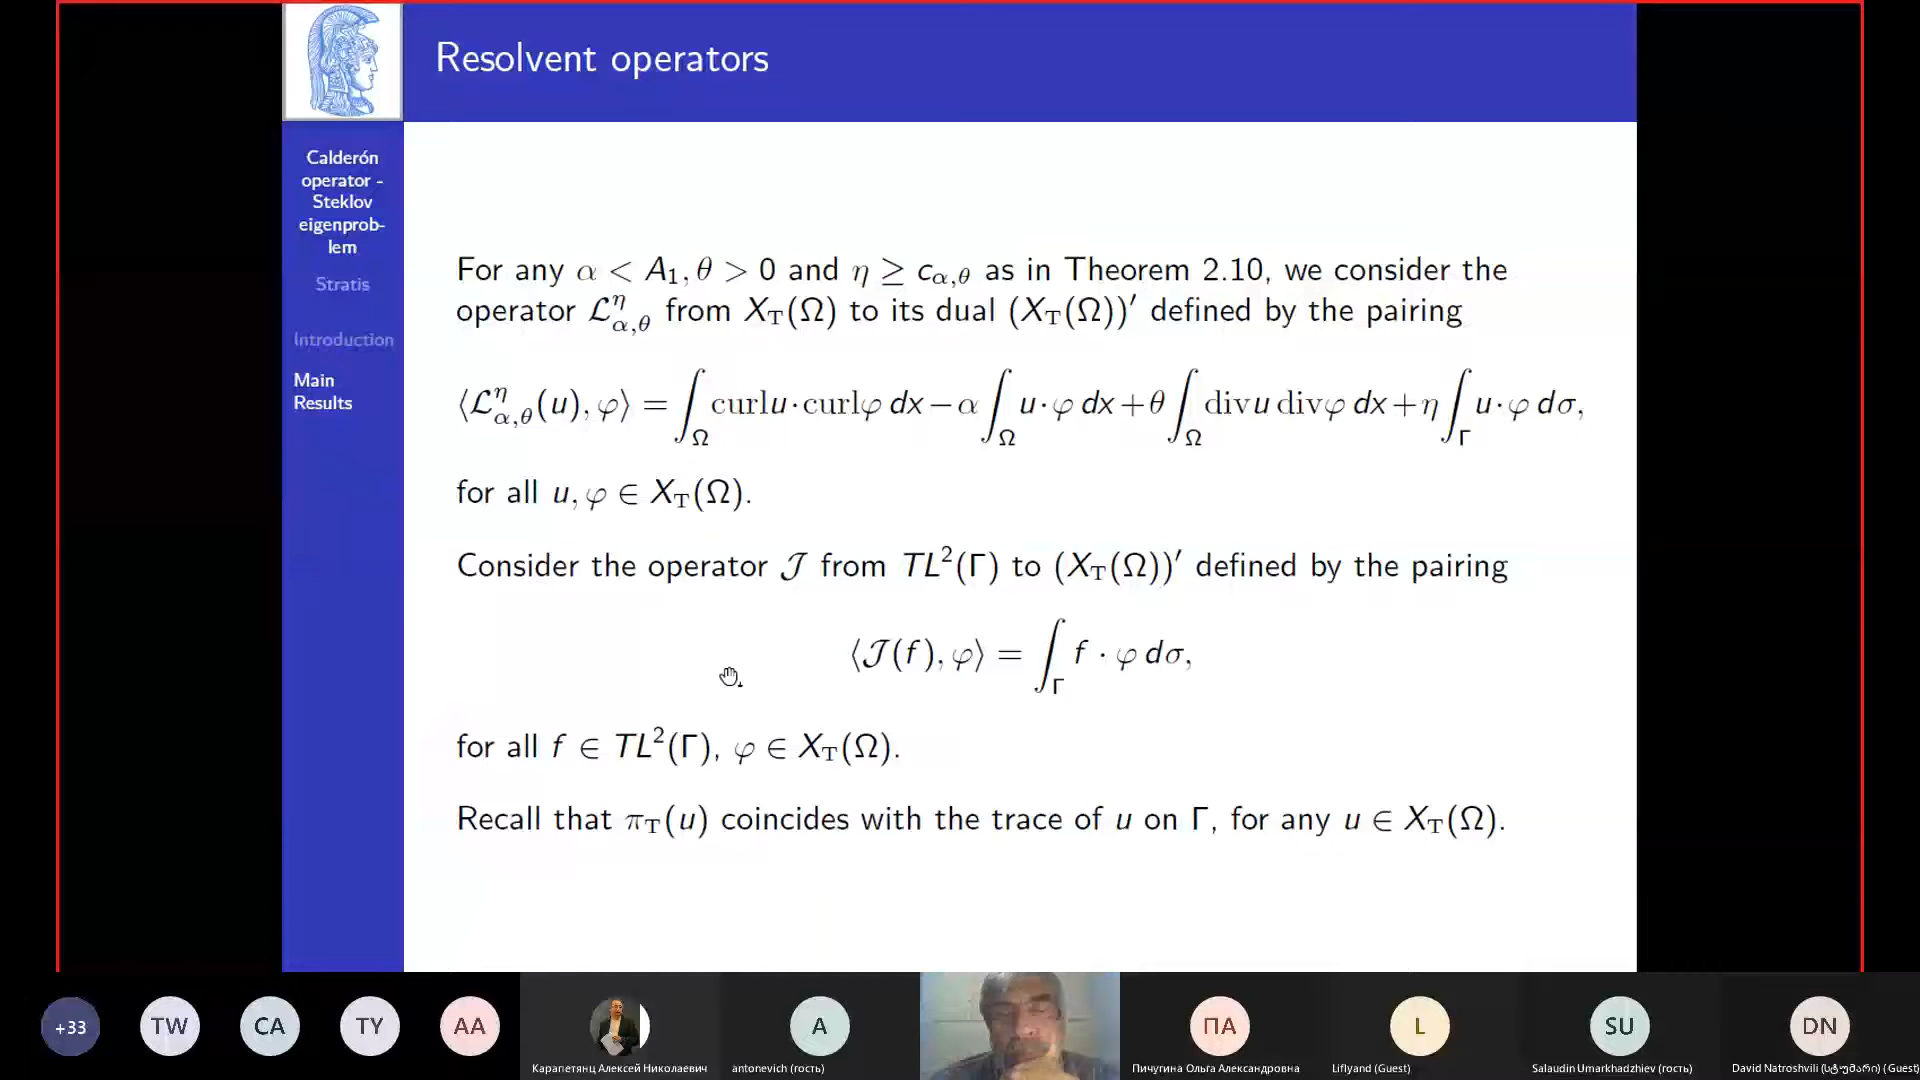 Resolvent operators
Calderón
operator -
Steklov
eigenprob-
lem
Stratis
Introduction
Main
Results
For any α < A₁, θ > 0 and η ≥ c_{α,θ} as in Theorem 2.10, we consider the
operator ℒ^η_{α,θ} from X_T(Ω) to its dual (X_T(Ω))′ defined by the pairing
⟨ℒ^η_{α,θ}(u), φ⟩ = ∫_Ω curlu·curlφ dx − α ∫_Ω u·φ dx + θ ∫_Ω divu divφ dx + η ∫_Γ u·φ dσ,
for all u, φ ∈ X_T(Ω).
Consider the operator 𝒥 from TL²(Γ) to (X_T(Ω))′ defined by the pairing
⟨𝒥(f), φ⟩ = ∫_Γ f · φ dσ,
for all f ∈ TL²(Γ), φ ∈ X_T(Ω).
Recall that π_T(u) coincides with the trace of u on Γ, for any u ∈ X_T(Ω).
+33
TW
CA
TY
AA
Карапетянц Алексей Николаевич
A
antonevich (гость)
ПА
Пичугина Ольга Александровна
L
Liflyand (Guest)
SU
Salaudin Umarkhadzhiev (гость)
DN
David Natroshvili (სტუმარი) (Guest)